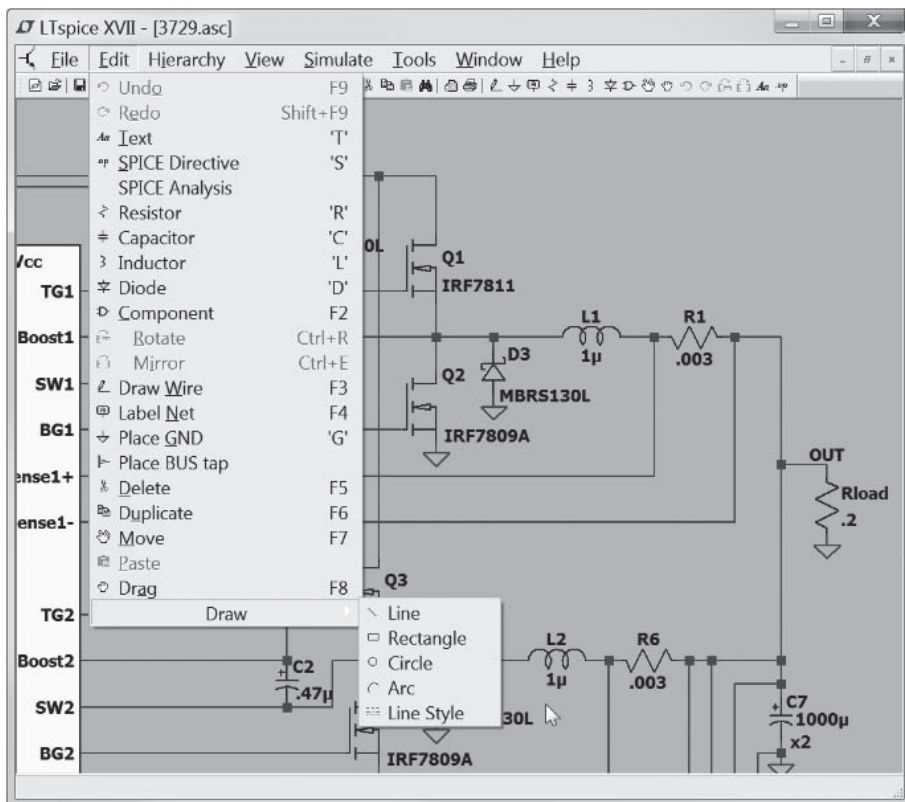 LTspice XVII - [3729.asc]
File Edit Hierarchy View Simulate Tools Window Help
Undo F9
Redo Shift+F9
Text 'T'
SPICE Directive 'S'
SPICE Analysis
Resistor 'R'
Capacitor 'C'
Inductor 'L'
Diode 'D'
Component F2
Rotate Ctrl+R
Mirror Ctrl+E
Draw Wire F3
Label Net F4
Place GND 'G'
Place BUS tap
Delete F5
Duplicate F6
Move F7
Paste
Drag F8
Draw
Line
Rectangle
Circle
Arc
Line Style
Vcc
TG1
Boost1
SW1
BG1
ense1+
ense1-
TG2
Boost2
SW2
BG2
0L
Q1
IRF7811
L1
1µ
R1
.003
D3
MBRS130L
Q2
IRF7809A
OUT
Rload
.2
Q3
L2
1µ
R6
.003
C2
.47µ
30L
IRF7809A
C7
1000µ
x2